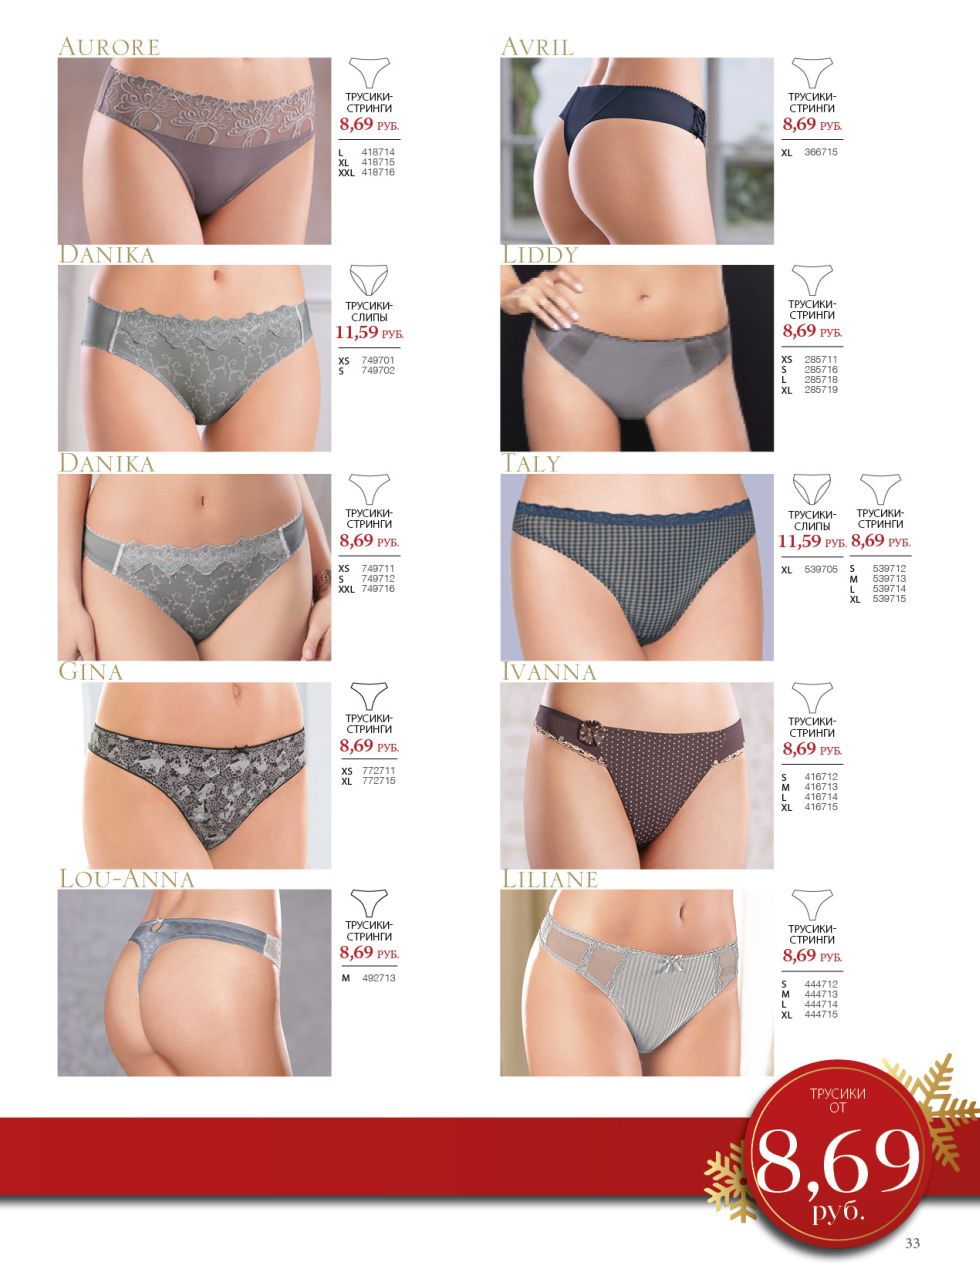 AURORE
ТРУСИКИ-
СТРИНГИ
8,69 РУБ.
L 418714
XL 418715
XXL 418716
AVRIL
ТРУСИКИ-
СТРИНГИ
8,69 РУБ.
XL 366715
DANIKA
ТРУСИКИ-
СЛИПЫ
11,59 РУБ.
XS 749701
S 749702
LIDDY
ТРУСИКИ-
СТРИНГИ
8,69 РУБ.
XS 285711
S 285716
L 285718
XL 285719
DANIKA
ТРУСИКИ-
СТРИНГИ
8,69 РУБ.
XS 749711
S 749712
XXL 749716
TALY
ТРУСИКИ-
СЛИПЫ
11,59 РУБ.
XL 539705
ТРУСИКИ-
СТРИНГИ
8,69 РУБ.
S 539712
M 539713
L 539714
XL 539715
GINA
ТРУСИКИ-
СТРИНГИ
8,69 РУБ.
XS 772711
XL 772715
IVANNA
ТРУСИКИ-
СТРИНГИ
8,69 РУБ.
S 416712
M 416713
L 416714
XL 416715
LOU-ANNA
ТРУСИКИ-
СТРИНГИ
8,69 РУБ.
M 492713
LILIANE
ТРУСИКИ-
СТРИНГИ
8,69 РУБ.
S 444712
M 444713
L 444714
XL 444715
ТРУСИКИ
ОТ
8,69
руб.
33